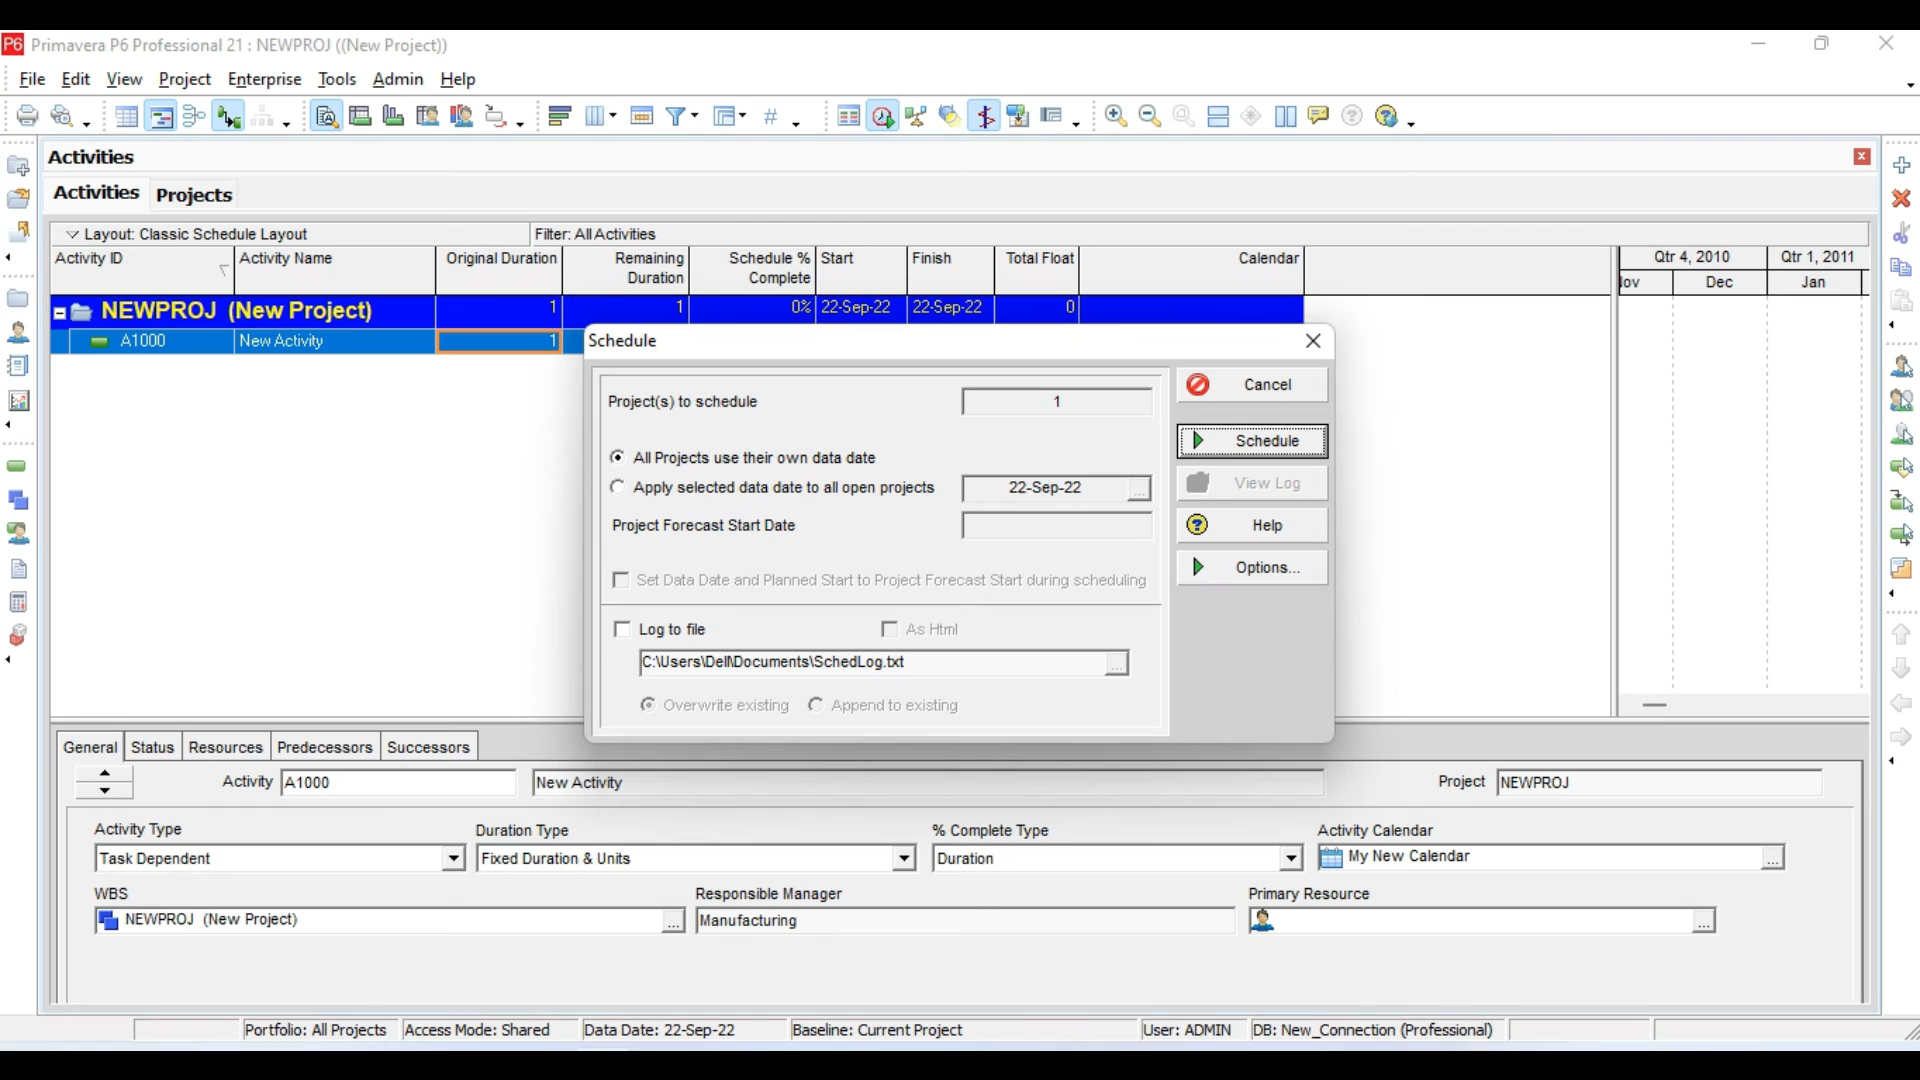 P6 Primavera P6 Professional 21 : NEWPROJ ((New Project))
File Edit View Project Enterprise Tools Admin Help
Activities
Activities Projects
Layout: Classic Schedule Layout Filter: All Activities
Activity ID Activity Name Original Duration Remaining Duration Schedule % Complete Start Finish Total Float Calendar Qtr 4, 2010 Qtr 1, 2011
Dec Jan
NEWPROJ (New Project) 1 1 0% 22-Sep-22 22-Sep-22 0
A1000 New Activity 1
Schedule
Project(s) to schedule 1
Cancel
All Projects use their own data date
Schedule
Apply selected data date to all open projects 22-Sep-22 ...
View Log
Project Forecast Start Date
Help
Set Data Date and Planned Start to Project Forecast Start during scheduling
Options...
Log to file As Html
C:\Users\Dell\Documents\SchedLog.txt ...
Overwrite existing Append to existing
General Status Resources Predecessors Successors
Activity A1000 New Activity Project NEWPROJ
Activity Type Duration Type % Complete Type Activity Calendar
Task Dependent Fixed Duration & Units Duration My New Calendar ...
WBS Responsible Manager Primary Resource
NEWPROJ (New Project) ... Manufacturing ...
Portfolio: All Projects Access Mode: Shared Data Date: 22-Sep-22 Baseline: Current Project User: ADMIN DB: New_Connection (Professional)